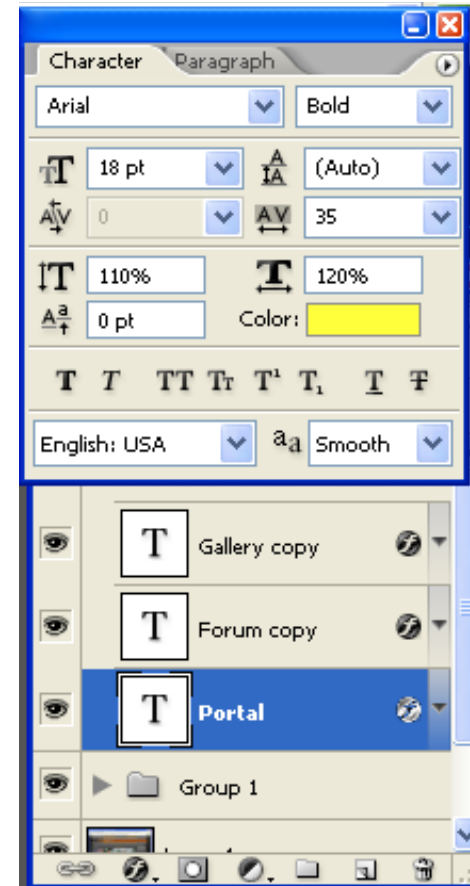 Character Paragraph
Arial Bold
18 pt (Auto)
0 35
110% 120%
0 pt Color:
T T TT Tr T¹ T₁ T T
English: USA aa Smooth
T Gallery copy
T Forum copy
T Portal
Group 1